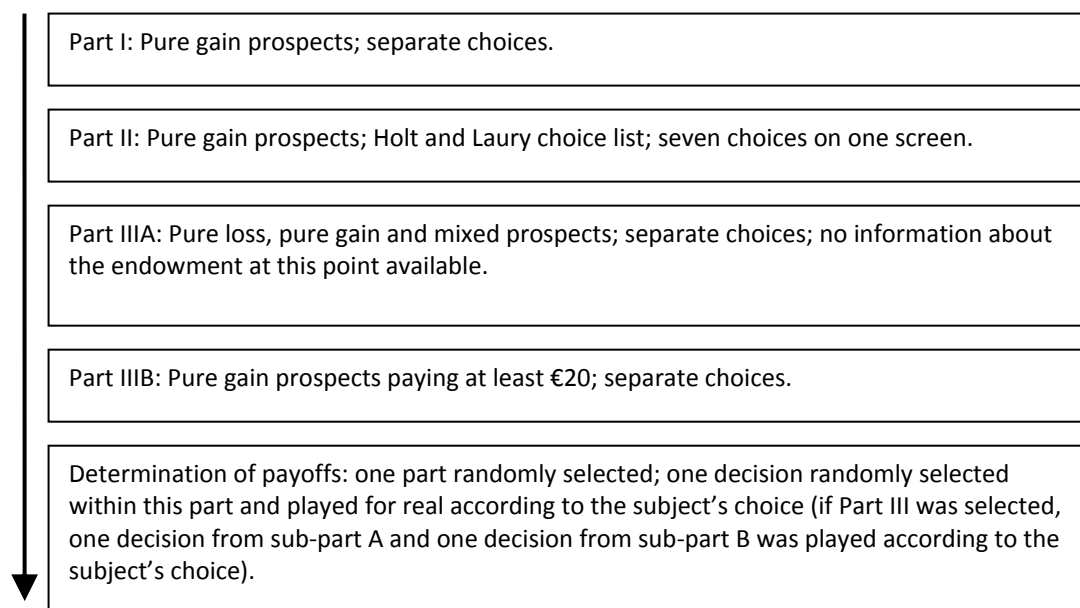 Part I: Pure gain prospects; separate choices.
Part II: Pure gain prospects; Holt and Laury choice list; seven choices on one screen.
Part IIIA: Pure loss, pure gain and mixed prospects; separate choices; no information about
the endowment at this point available.
Part IIIB: Pure gain prospects paying at least €20; separate choices.
Determination of payoffs: one part randomly selected; one decision randomly selected
within this part and played for real according to the subject’s choice (if Part III was selected,
one decision from sub-part A and one decision from sub-part B was played according to the
subject’s choice).